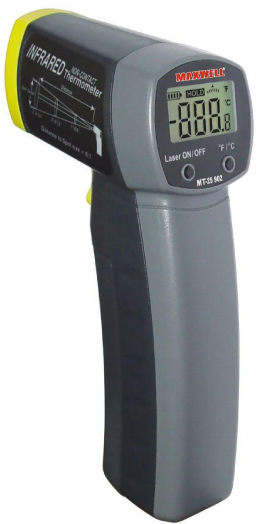 INFRARED
NON-CONTACT
Thermometer
Distance to spot size = 8:1
MAXWELL
HOLD
°F
°C
-888.8
Laser ON/OFF
°F/°C
MT-25 902